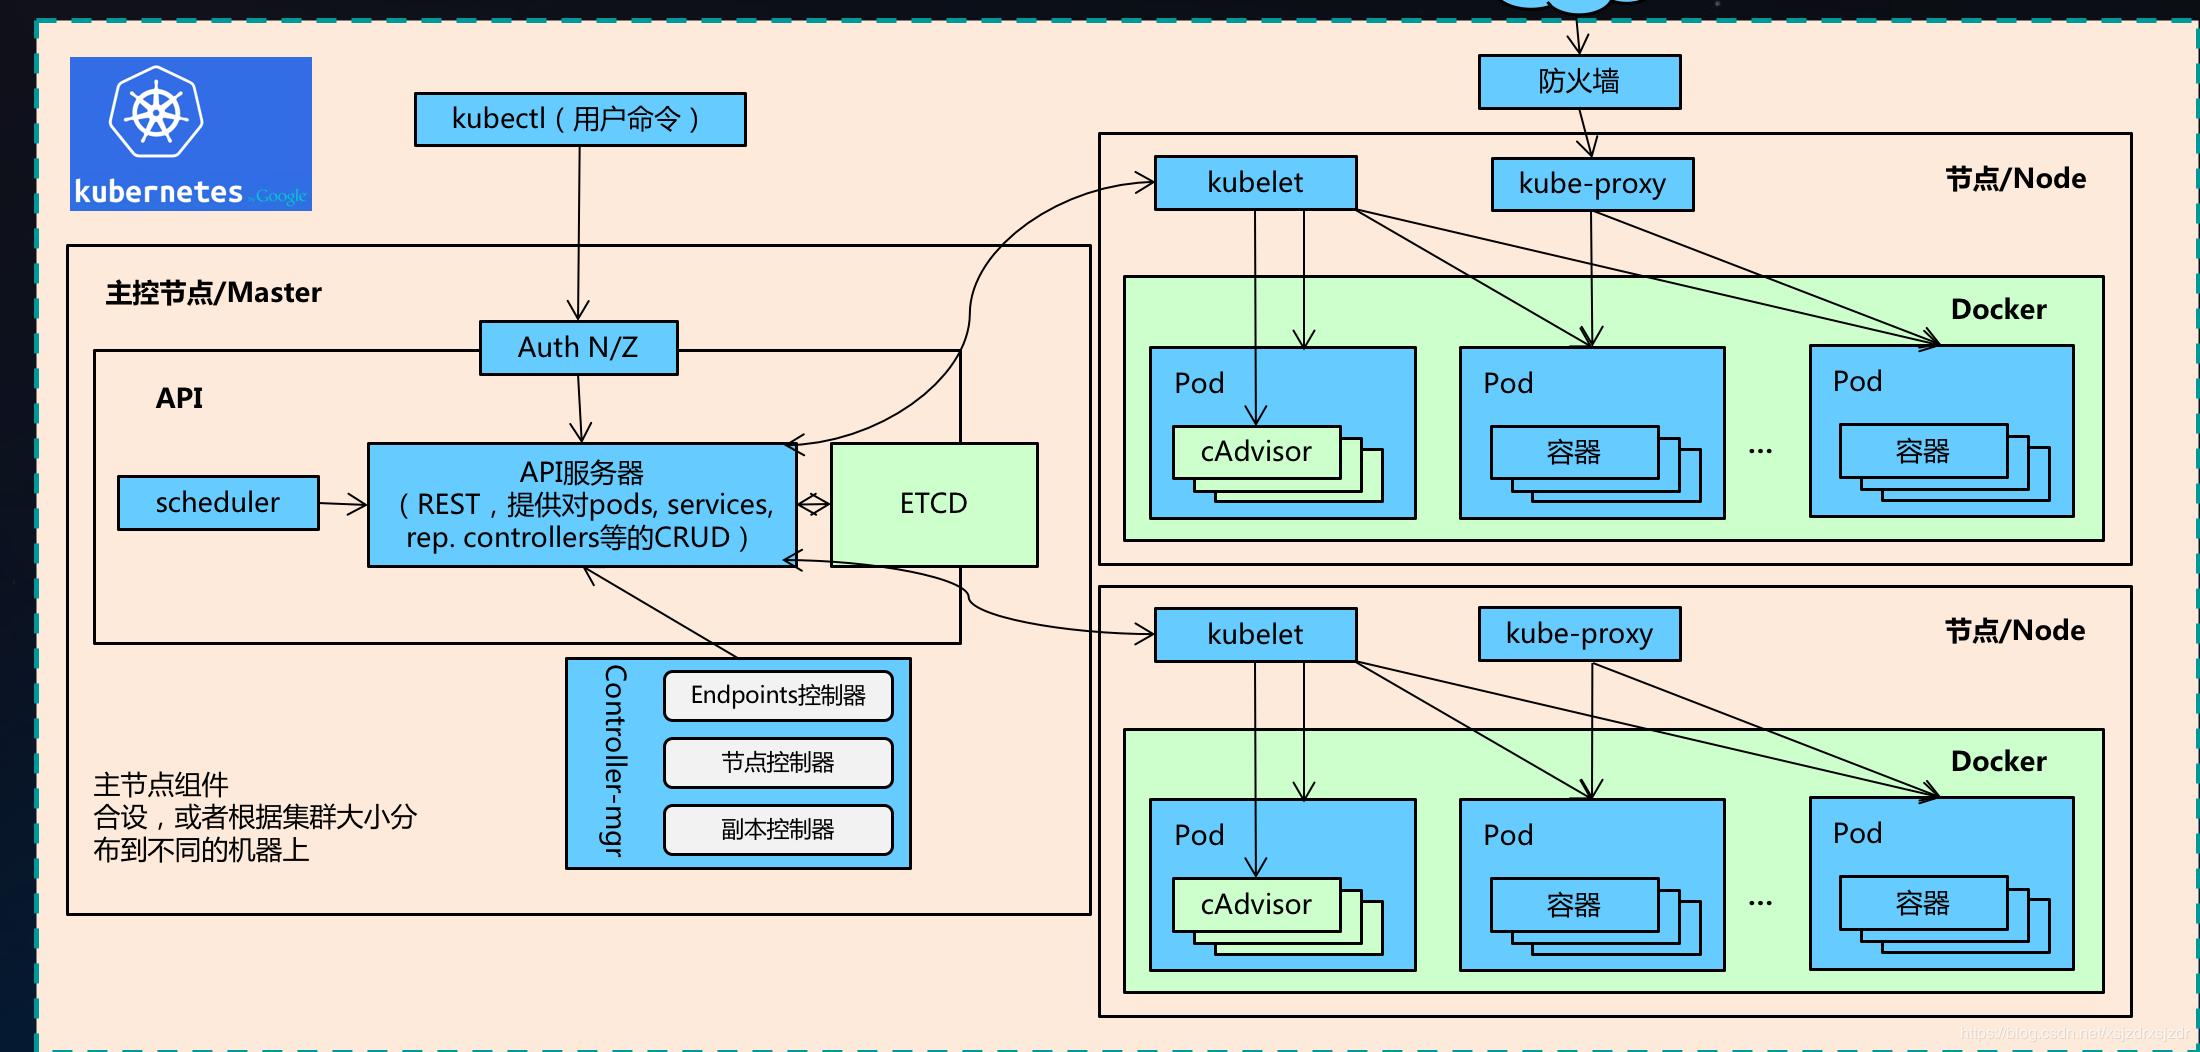 kubernetes by Google
kubectl（用户命令）
主控节点/Master
Auth N/Z
API
scheduler
API服务器
（REST，提供对pods, services,
rep. controllers等的CRUD）
ETCD
Controller-mgr
Endpoints控制器
节点控制器
副本控制器
主节点组件
合设，或者根据集群大小分
布到不同的机器上
防火墙
kubelet
kube-proxy
节点/Node
Docker
Pod
cAdvisor
Pod
容器
...
Pod
容器
kubelet
kube-proxy
节点/Node
Docker
Pod
cAdvisor
Pod
容器
...
Pod
容器
https://blog.csdn.net/xsjzdrxsjzdr